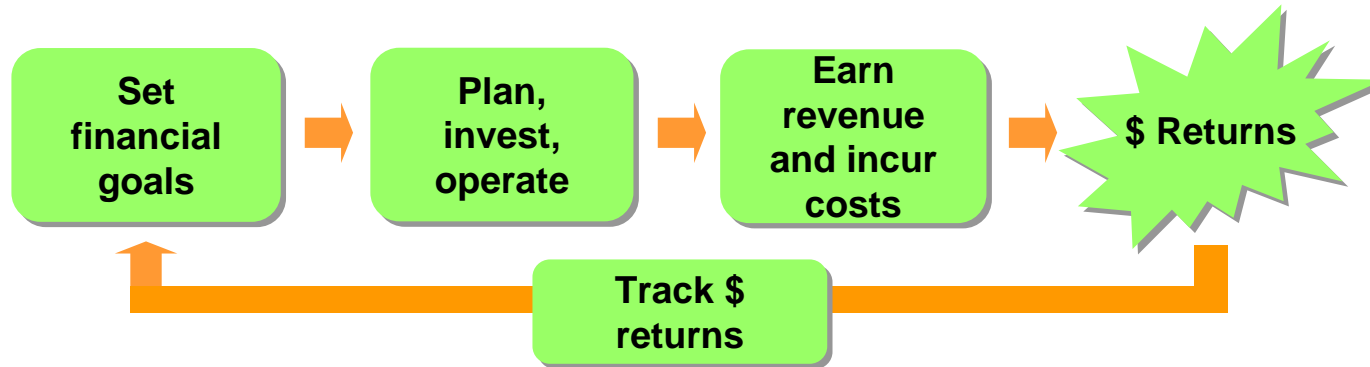 Set
financial
goals
Plan,
invest,
operate
Earn
revenue
and incur
costs
$ Returns
Track $
returns